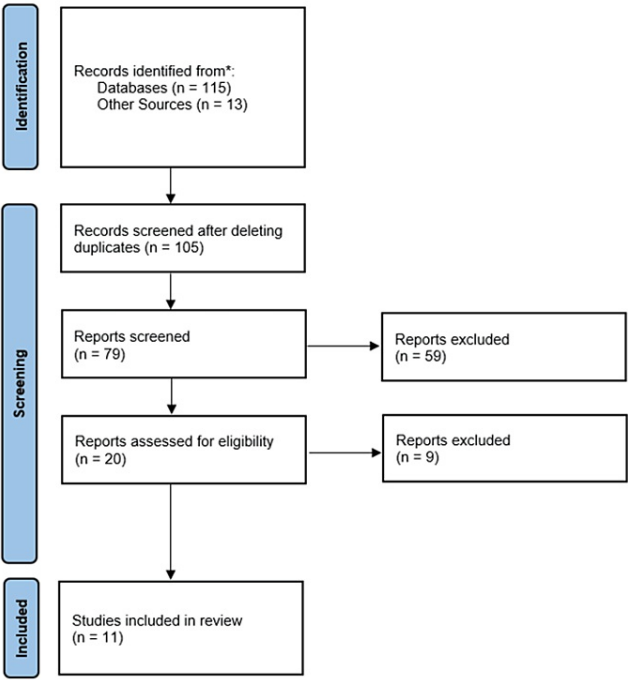 Identification
Records identified from*:
Databases (n = 115)
Other Sources (n = 13)
Screening
Records screened after deleting
duplicates (n = 105)
Reports screened
(n = 79)
Reports excluded
(n = 59)
Reports assessed for eligibility
(n = 20)
Reports excluded
(n = 9)
Included
Studies included in review
(n = 11)